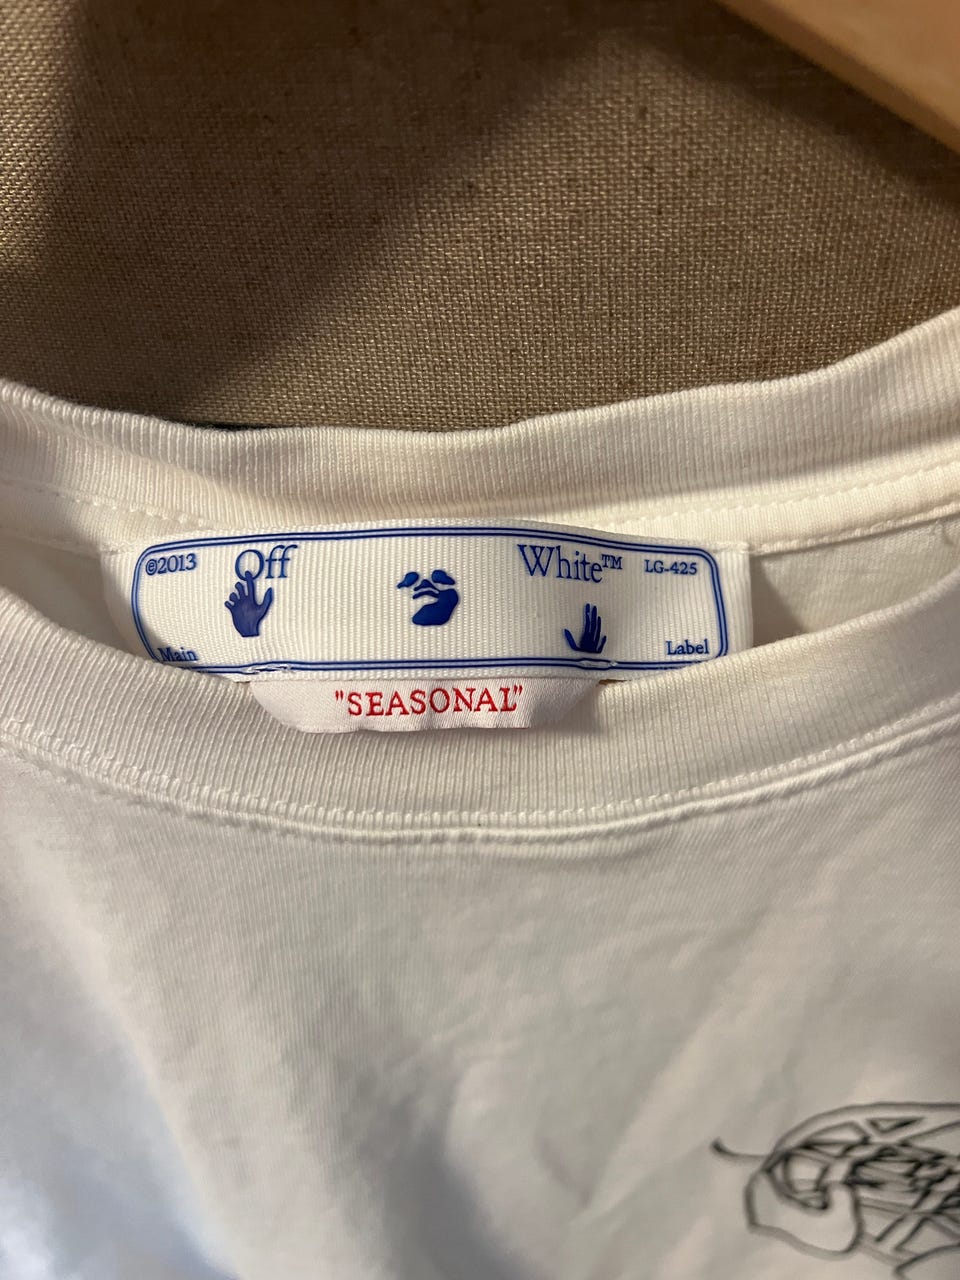 ©2013 Off White™ LG-425
Main Label
"SEASONAL"